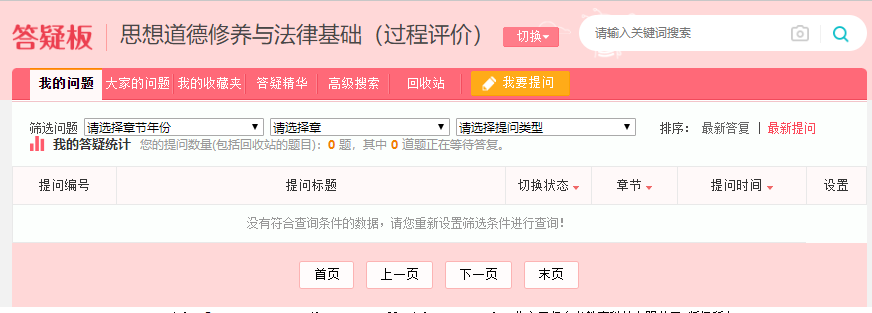 答疑板 思想道德修养与法律基础（过程评价） 切换 请输入关键词搜索
我的问题 大家的问题 我的收藏夹 答疑精华 高级搜索 回收站 我要提问
筛选问题 请选择章节年份 请选择章 请选择提问类型 排序： 最新答复 | 最新提问
我的答疑统计 您的提问数量(包括回收站的题目)：0 题，其中 0 道题正在等待答复。
提问编号 提问标题 切换状态 章节 提问时间 设置
没有符合查询条件的数据，请您重新设置筛选条件进行查询！
首页 上一页 下一页 末页